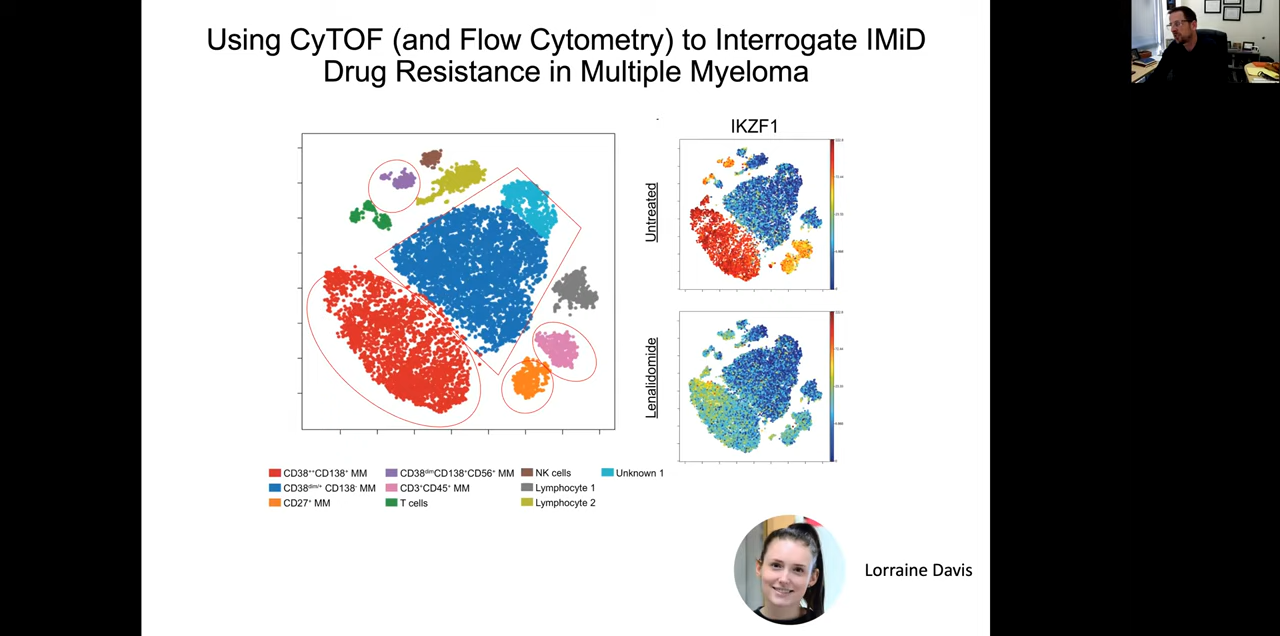 Using CyTOF (and Flow Cytometry) to Interrogate IMiD
Drug Resistance in Multiple Myeloma
IKZF1
Untreated
Lenalidomide
CD38⁺⁺CD138⁺ MM
CD38ᵈⁱᵐCD138⁺CD56⁺ MM
NK cells
Unknown 1
CD38ᵈⁱᵐ/⁺ CD138⁻ MM
CD3⁺CD45⁺ MM
Lymphocyte 1
CD27⁺ MM
T cells
Lymphocyte 2
Lorraine Davis